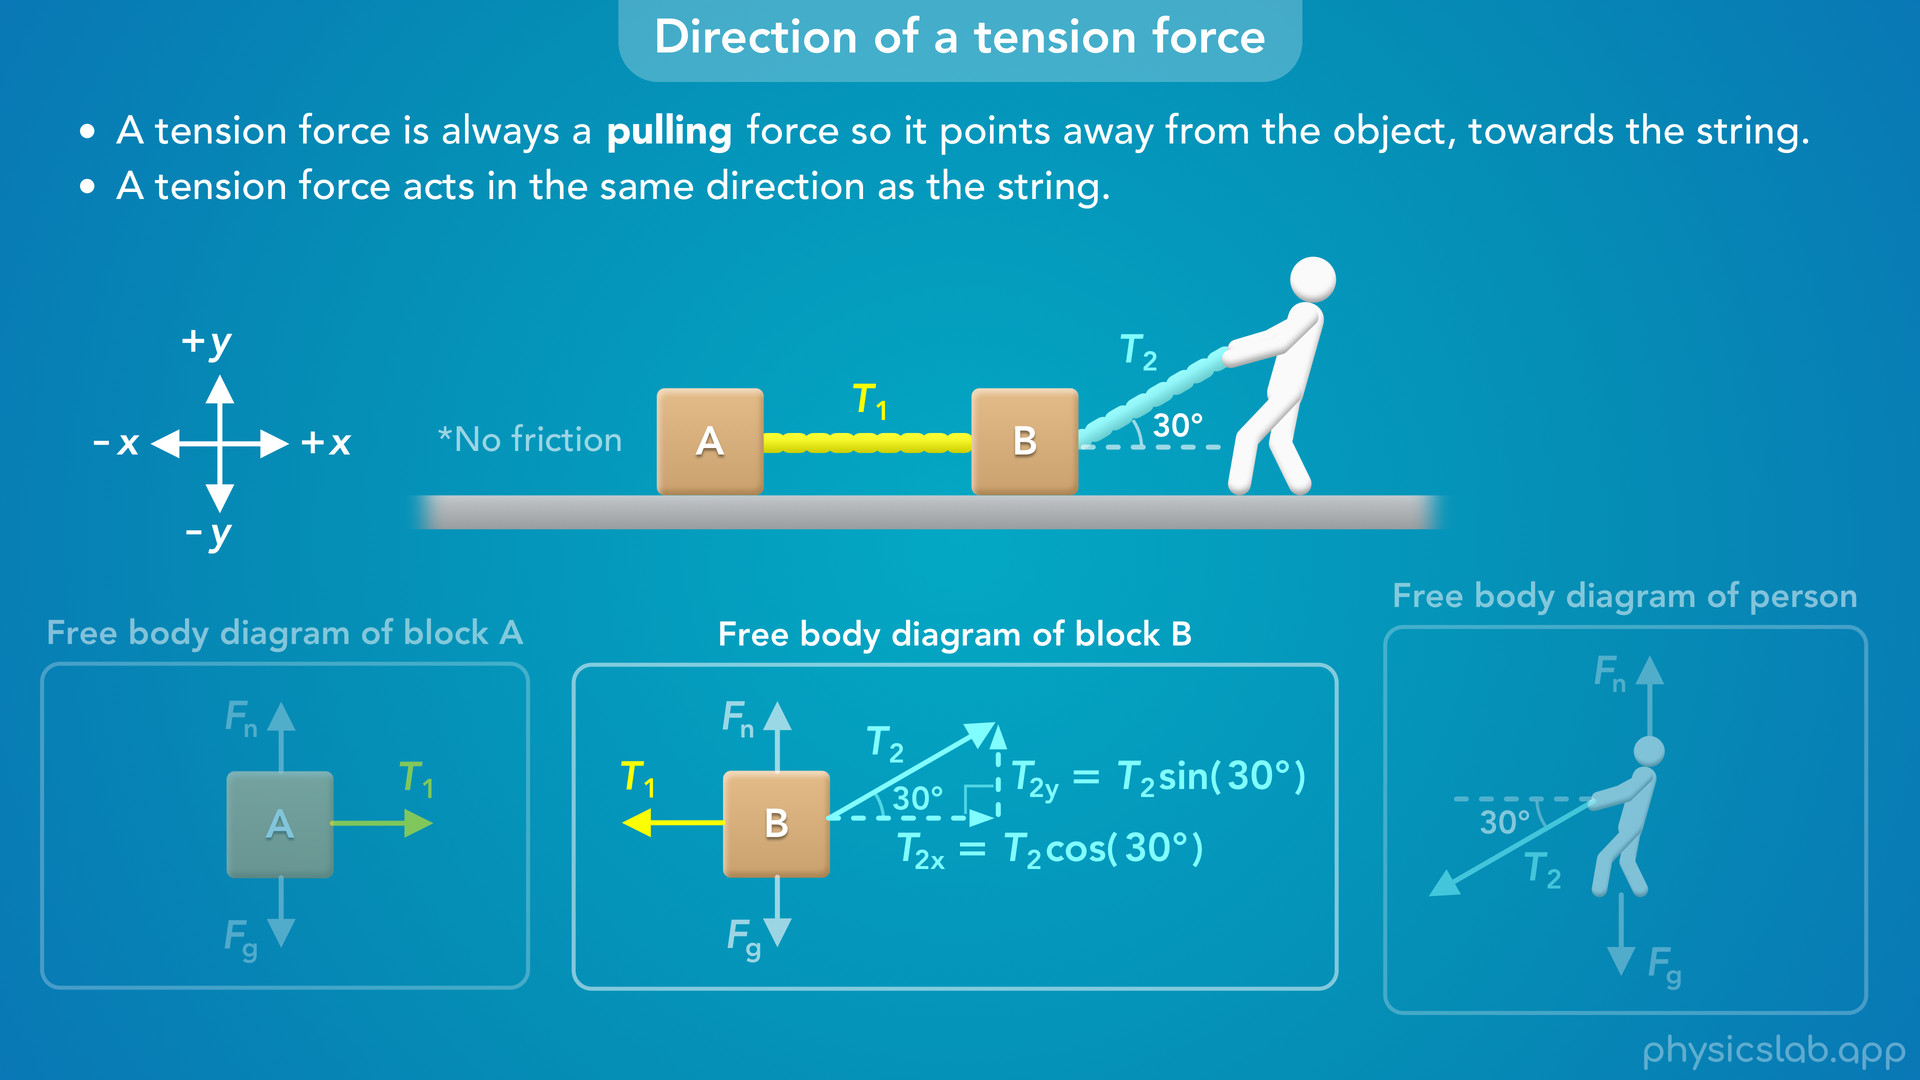 Direction of a tension force
• A tension force is always a pulling force so it points away from the object, towards the string.
• A tension force acts in the same direction as the string.
+y
-x
+x
-y
*No friction
A
T1
B
T2
30°
Free body diagram of block A
Fn
T1
A
Fg
Free body diagram of block B
Fn
T1
B
T2
30°
T2y = T2sin(30°)
T2x = T2cos(30°)
Fg
Free body diagram of person
Fn
30°
T2
Fg
physicslab.app